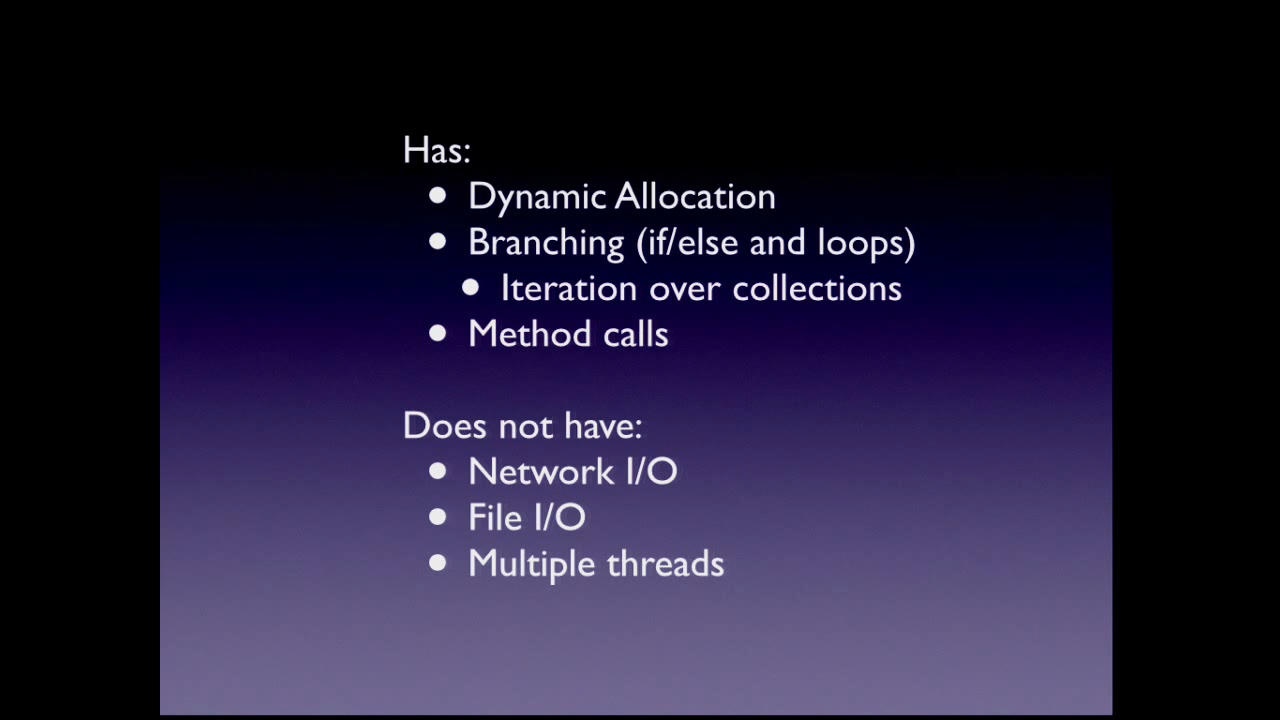 Has:
• Dynamic Allocation
• Branching (if/else and loops)
• Iteration over collections
• Method calls
Does not have:
• Network I/O
• File I/O
• Multiple threads